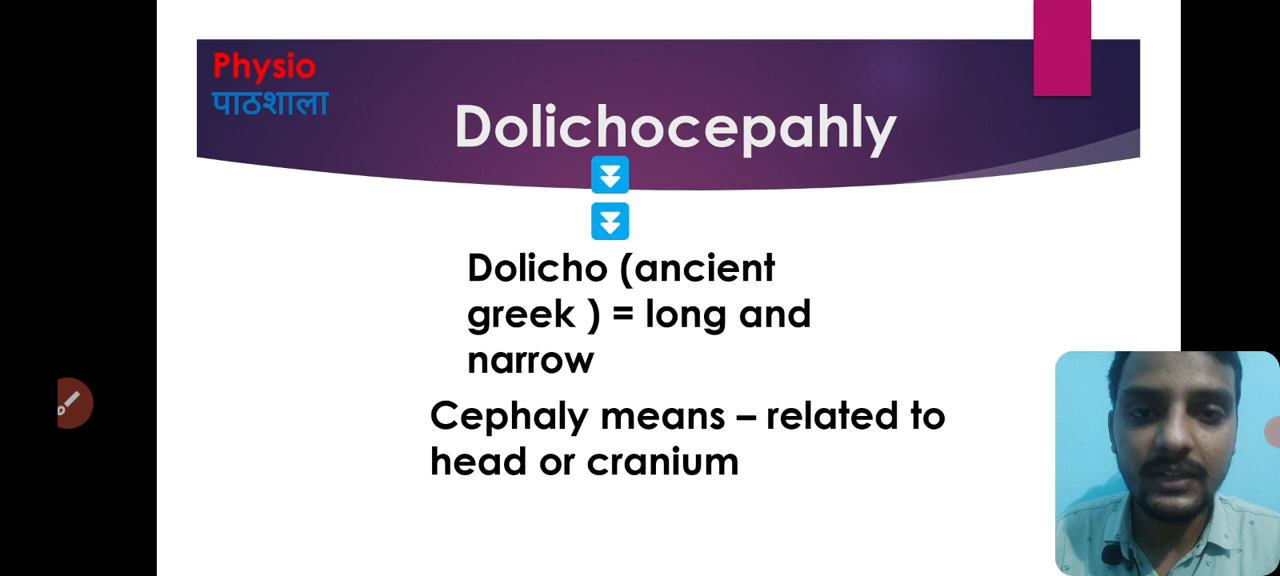 Physio
पाठशाला
Dolichocepahly
Dolicho (ancient
greek ) = long and
narrow
Cephaly means – related to
head or cranium